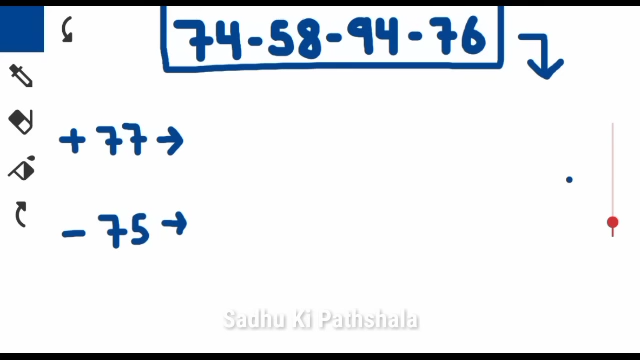 74-58-94-76
+ 77 →
- 75 →
Sadhu Ki Pathshala